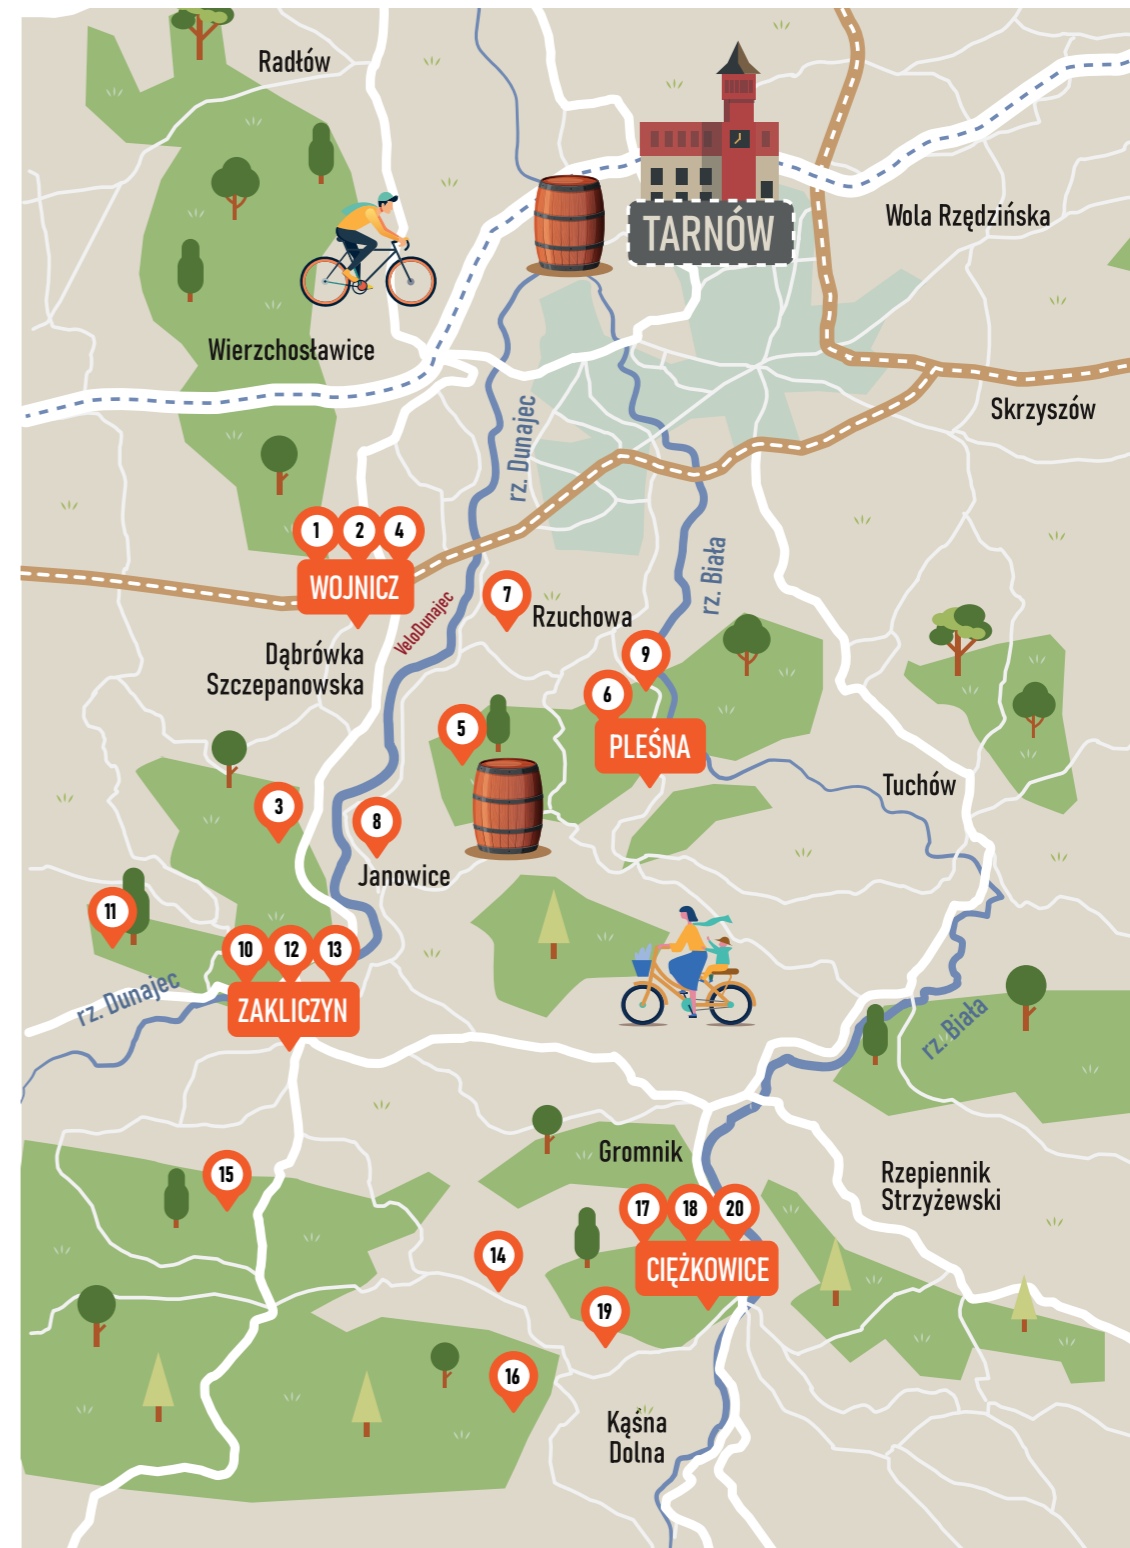 Radłów
TARNÓW
Wola Rzędzińska
Wierzchosławice
Skrzyszów
rz. Dunajec
1
2
4
WOJNICZ
rz. Biała
7
Rzuchowa
VeloDunajec
Dąbrówka
Szczepanowska
9
6
PLEŚNA
5
Tuchów
3
8
Janowice
11
10
12
13
rz. Dunajec
ZAKLICZYN
rz. Biała
Gromnik
15
Rzepiennik
Strzyżewski
17
18
20
14
CIĘŻKOWICE
19
16
Kąśna
Dolna